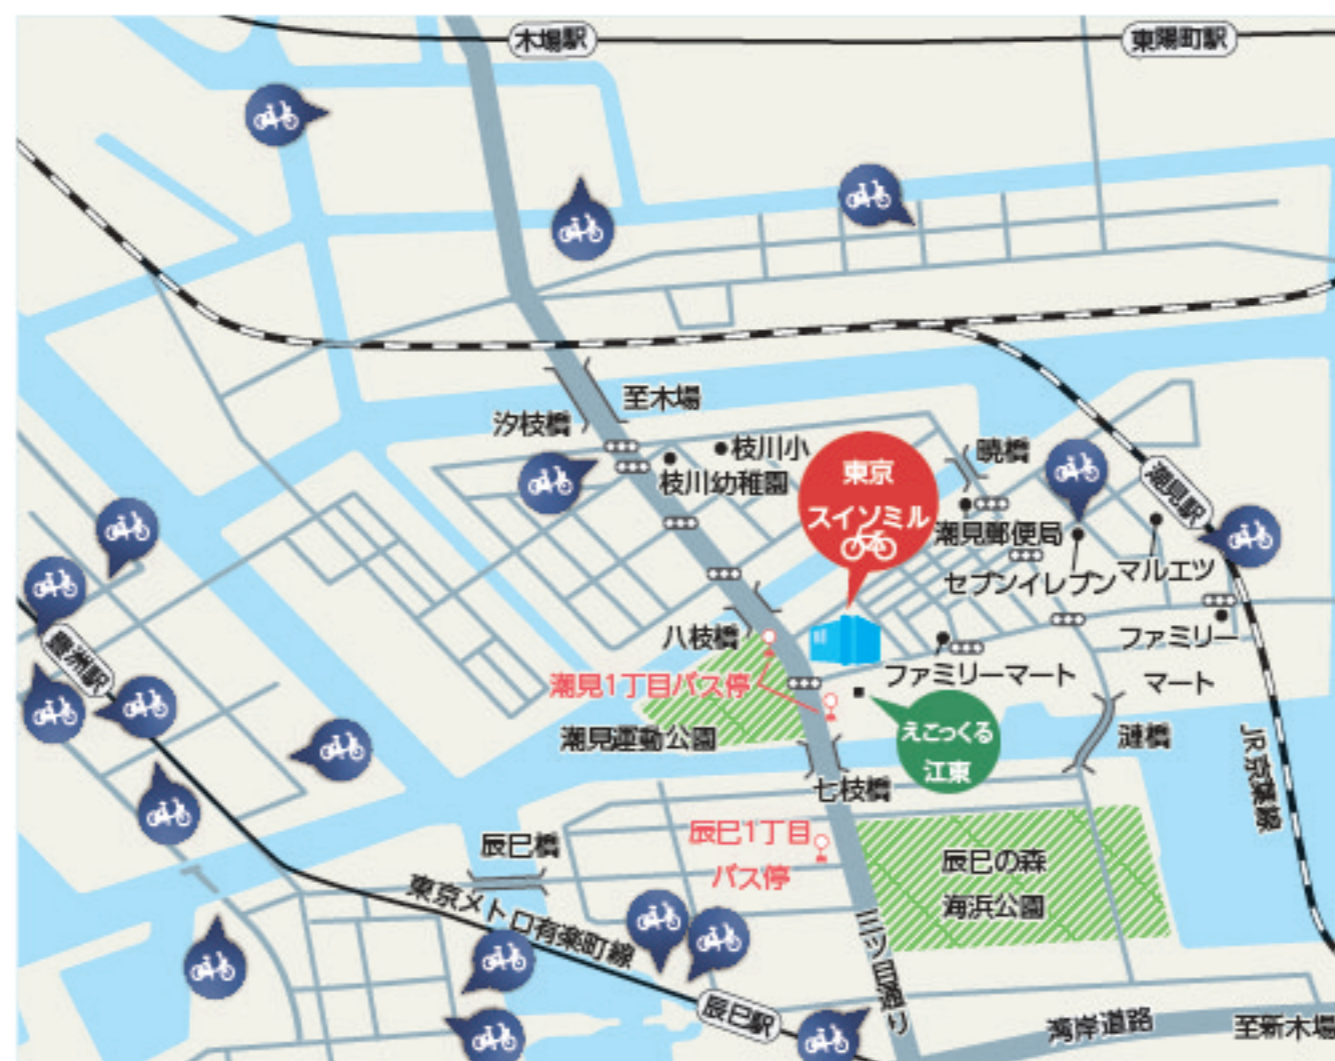 木場駅
東陽町駅
至木場
汐枝橋
枝川小
枝川幼稚園
暁橋
東京
スイソミル
潮見駅
潮見郵便局
セブンイレブン
マルエツ
八枝橋
ファミリー
マート
ファミリーマート
潮見1丁目バス停
豊洲駅
潮見運動公園
えこっくる
江東
漣橋
JR京葉線
七枝橋
辰巳1丁目
バス停
辰巳橋
辰巳の森
海浜公園
東京メトロ有楽町線
三ツ目通り
辰巳駅
湾岸道路
至新木場